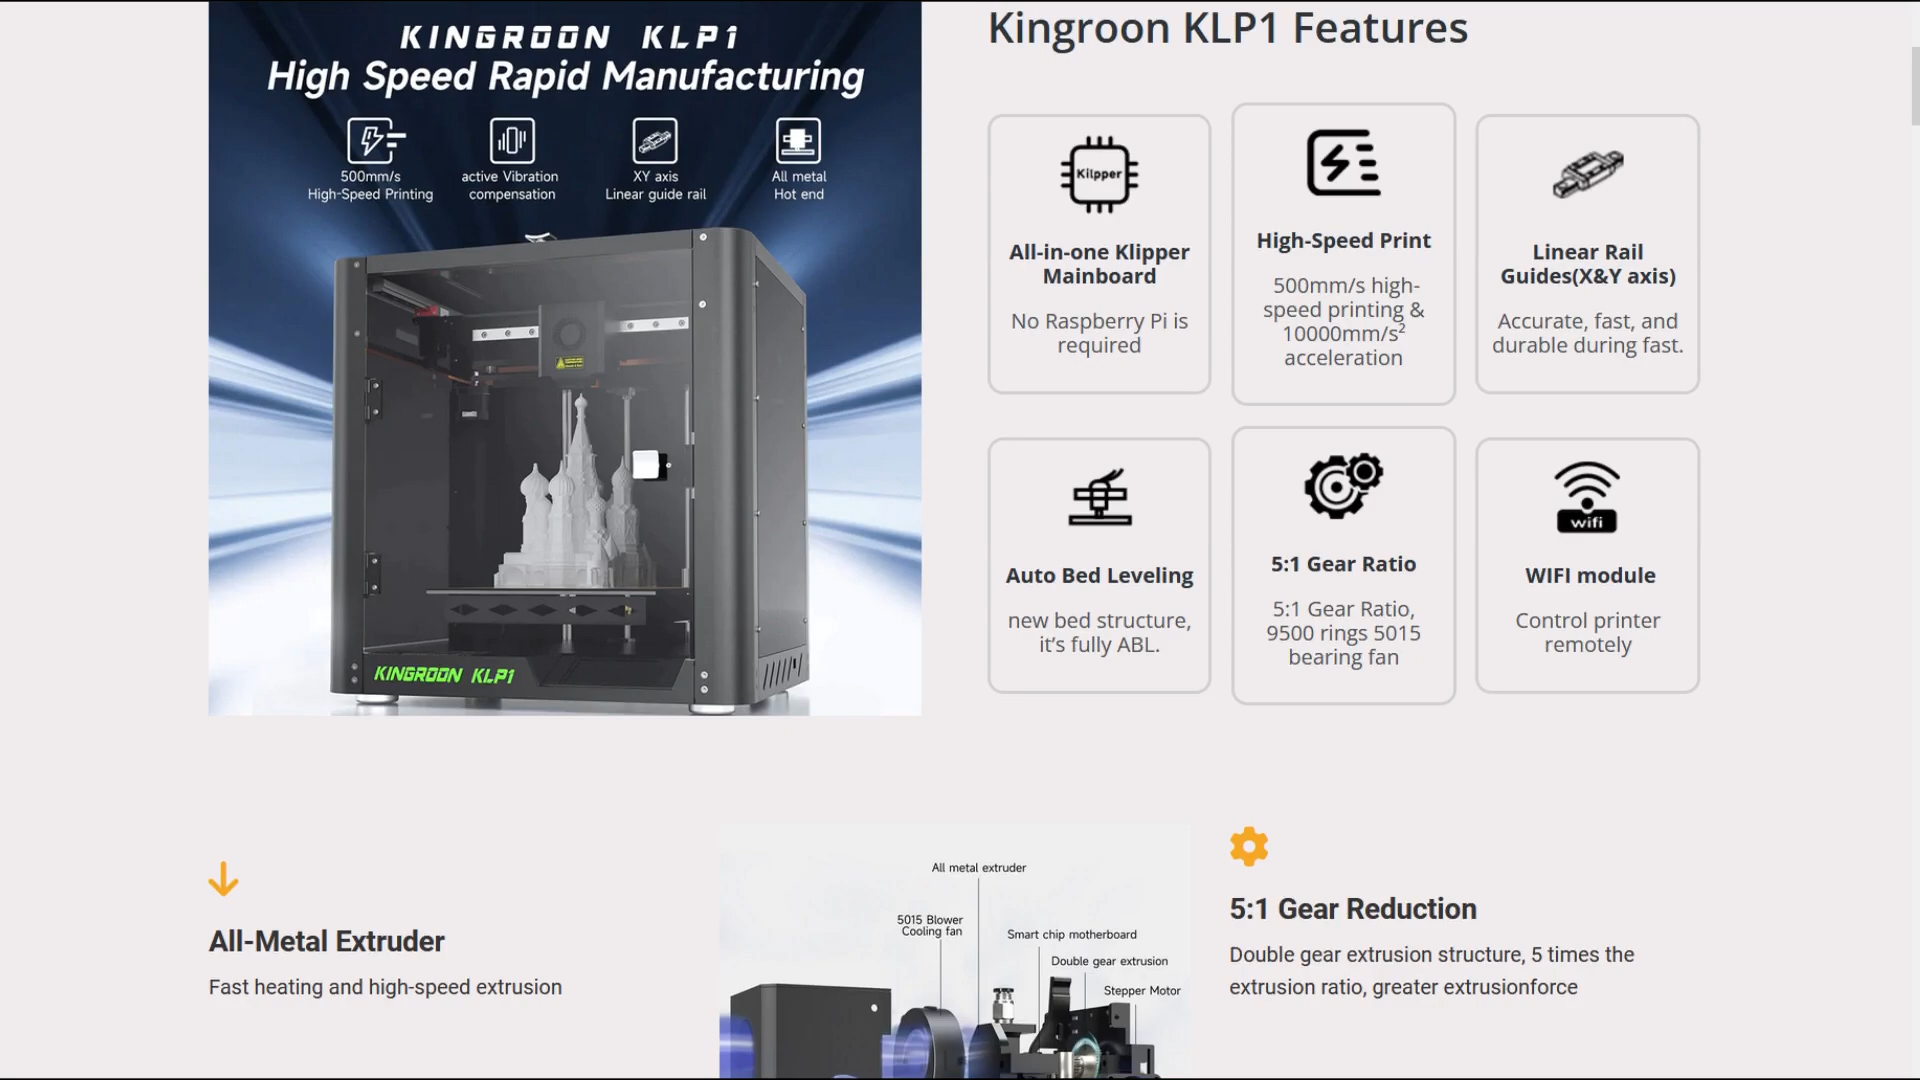 KINGROON KLP1
High Speed Rapid Manufacturing
500mm/s
High-Speed Printing
active Vibration
compensation
XY axis
Linear guide rail
All metal
Hot end
KINGROON KLP1
Kingroon KLP1 Features
Kilpper
All-in-one Klipper
Mainboard
No Raspberry Pi is
required
High-Speed Print
500mm/s high-
speed printing &
10000mm/s²
acceleration
Linear Rail
Guides(X&Y axis)
Accurate, fast, and
durable during fast.
Auto Bed Leveling
new bed structure,
it’s fully ABL.
5:1 Gear Ratio
5:1 Gear Ratio,
9500 rings 5015
bearing fan
wifi
WIFI module
Control printer
remotely
All-Metal Extruder
Fast heating and high-speed extrusion
All metal extruder
5015 Blower
Cooling fan
Smart chip motherboard
Double gear extrusion
Stepper Motor
5:1 Gear Reduction
Double gear extrusion structure, 5 times the
extrusion ratio, greater extrusionforce